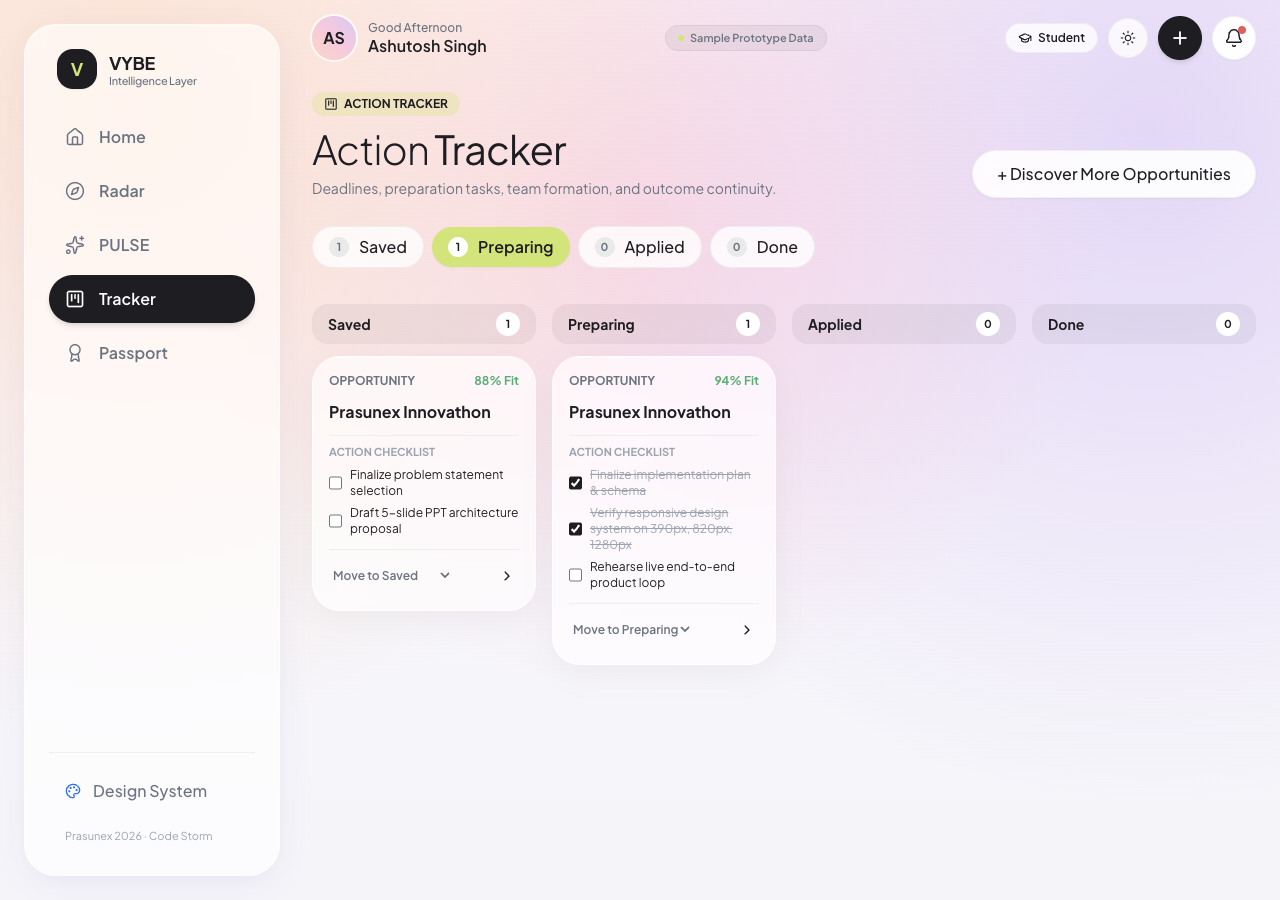 V
VYBE
Intelligence Layer
Home
Radar
PULSE
Tracker
Passport
Design System
Prasunex 2026 · Code Storm
AS
Good Afternoon
Ashutosh Singh
Sample Prototype Data
Student
ACTION TRACKER
Action Tracker
Deadlines, preparation tasks, team formation, and outcome continuity.
+ Discover More Opportunities
1 Saved
1 Preparing
0 Applied
0 Done
Saved 1
Preparing 1
Applied 0
Done 0
OPPORTUNITY 88% Fit
Prasunex Innovathon
ACTION CHECKLIST
Finalize problem statement
selection
Draft 5-slide PPT architecture
proposal
Move to Saved
OPPORTUNITY 94% Fit
Prasunex Innovathon
ACTION CHECKLIST
Finalize implementation plan
& schema
Verify responsive design
system on 390px, 820px,
1280px
Rehearse live end-to-end
product loop
Move to Preparing